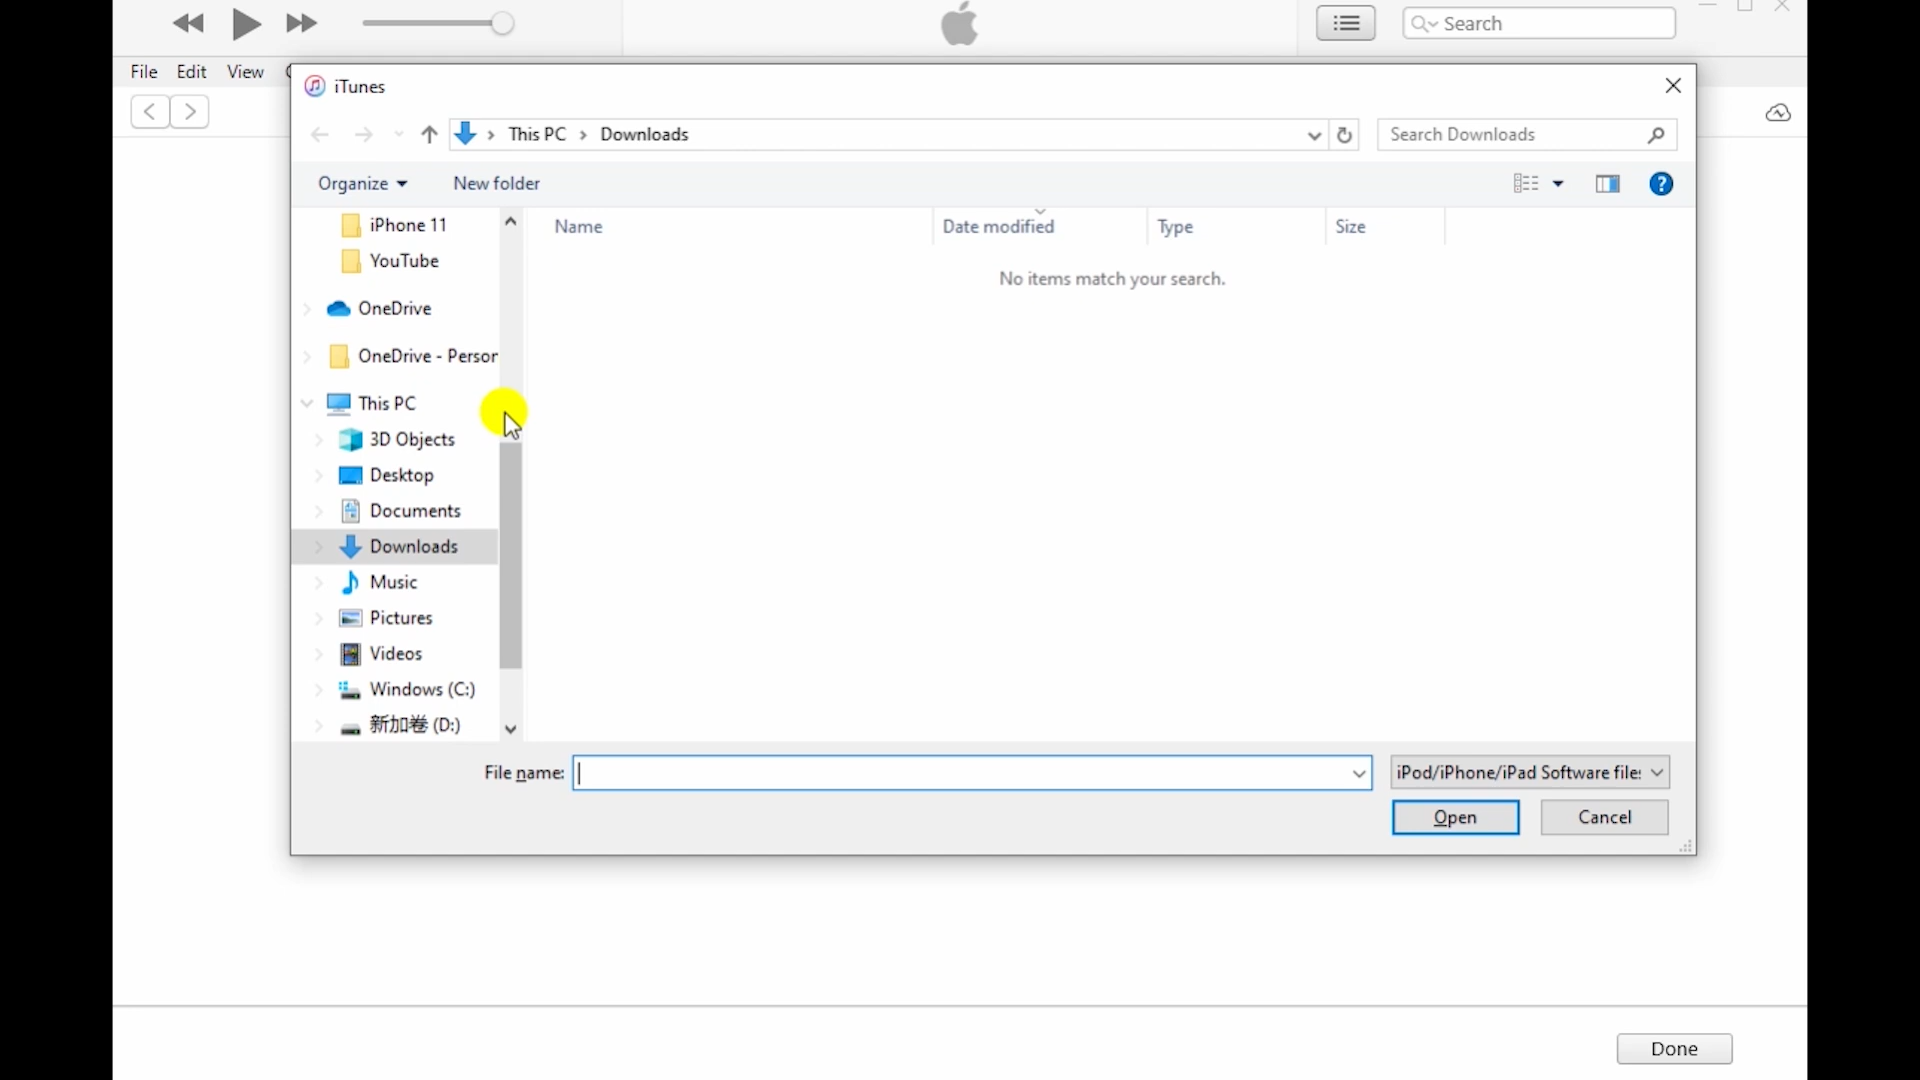 Search
File Edit View
iTunes
This PC > Downloads
Search Downloads
Organize
New folder
iPhone 11
YouTube
OneDrive
OneDrive - Person
This PC
3D Objects
Desktop
Documents
Downloads
Music
Pictures
Videos
Windows (C:)
新加卷 (D:)
Name Date modified Type Size
No items match your search.
File name:
iPod/iPhone/iPad Software file
Open
Cancel
Done